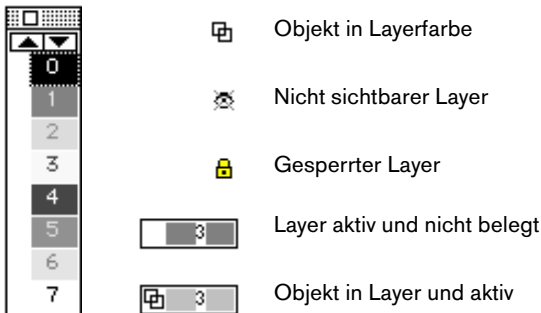 0
1
2
3
4
5
6
7
Objekt in Layerfarbe
Nicht sichtbarer Layer
Gesperrter Layer
3 Layer aktiv und nicht belegt
3 Objekt in Layer und aktiv